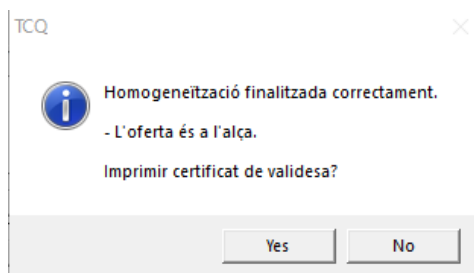 TCQ
Homogeneïtzació finalitzada correctament.
- L'oferta és a l'alça.
Imprimir certificat de validesa?
Yes
No